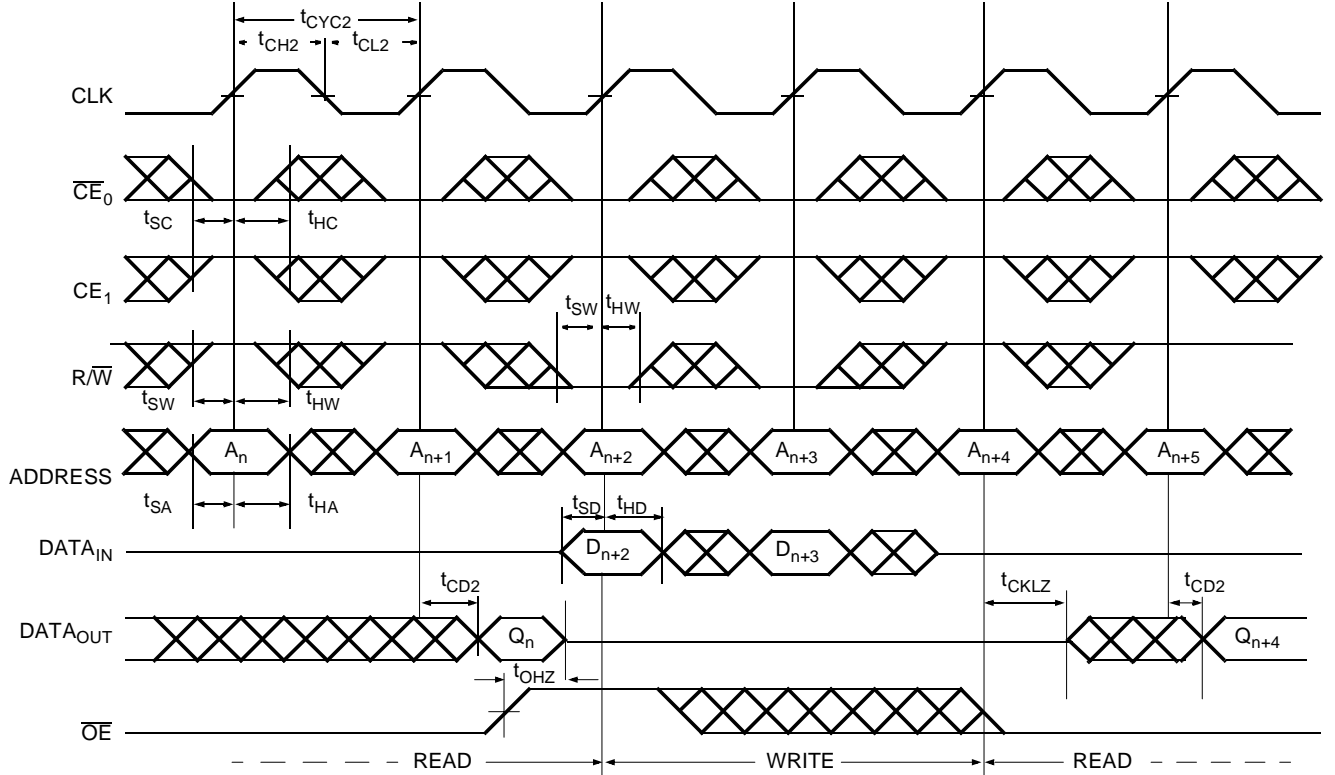 tCYC2
tCH2 tCL2
CLK
CE0
tSC tHC
CE1
tSW tHW
R/W
tSW tHW
An An+1 An+2 An+3 An+4 An+5
ADDRESS
tSA tHA tSD tHD
DATAIN Dn+2 Dn+3
tCD2 tCKLZ tCD2
DATAOUT Qn Qn+4
tOHZ
OE
READ WRITE READ